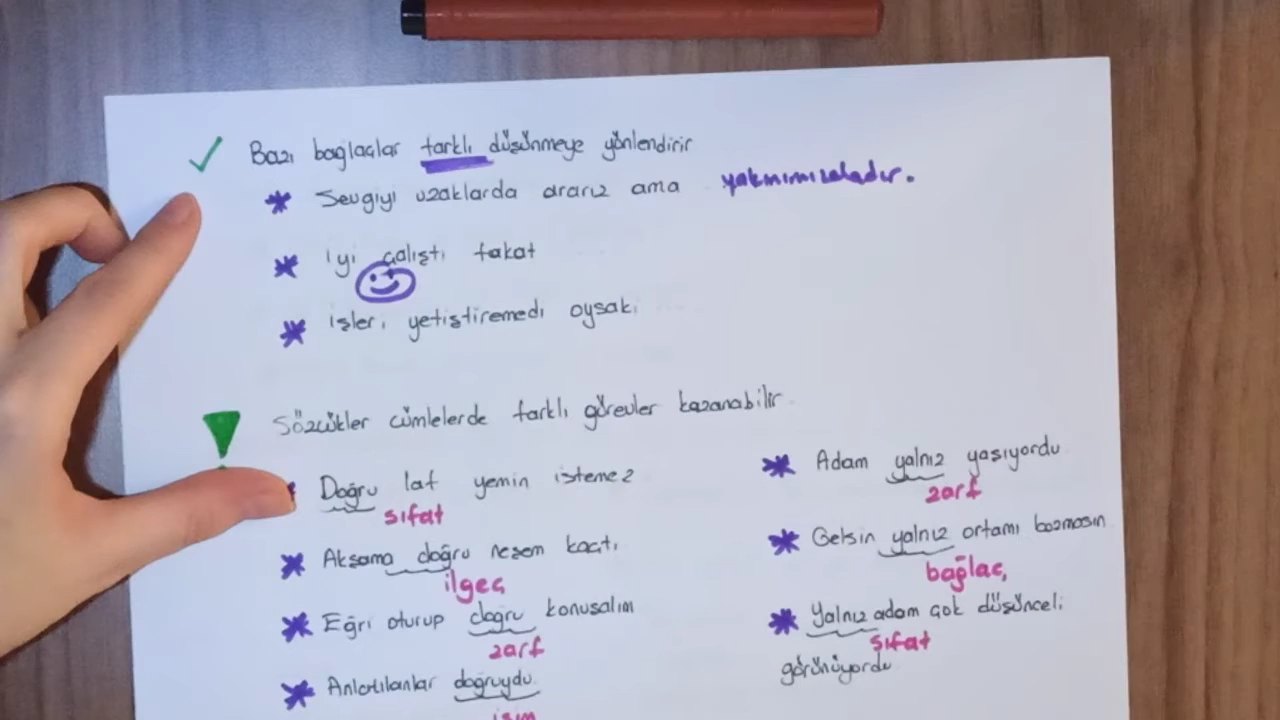 Bazı bağlaçlar farklı düşünmeye yönlendirir
Sevgiyi uzaklarda ararız ama yakınımızdadır.
İyi çalıştı fakat
işleri yetiştiremedi oysaki
Sözcükler cümlelerde farklı görevler kazanabilir
Doğru laf yemin istemez
sıfat
Akşama doğru neşem kaçtı
ilgeç
Eğri oturup doğru konuşalım
zarf
Anlatılanlar doğruydu.
isim
Adam yalnız yaşıyordu
zarf
Gelsin yalnız ortamı bozmasın
bağlaç
Yalnız adam çok düşünceli
sıfat
görünüyordu